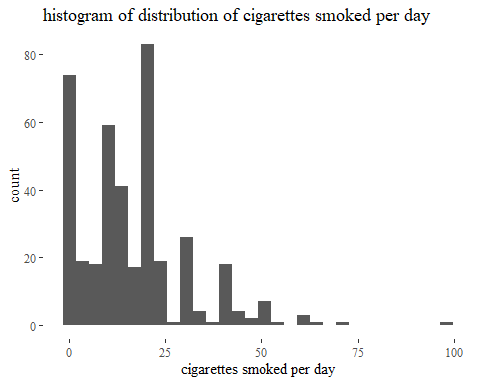 histogram of distribution of cigarettes smoked per day
80
60
40
20
0
count
0 25 50 75 100
cigarettes smoked per day